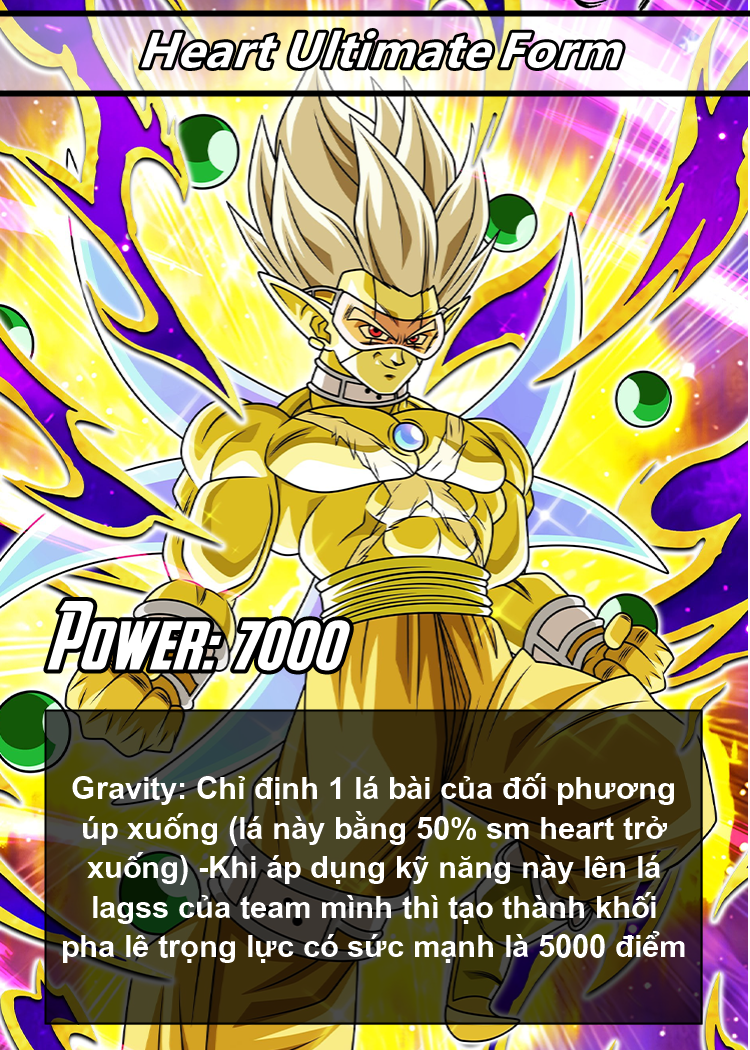 Heart Ultimate Form
Power: 7000
Gravity: Chỉ định 1 lá bài của đối phương
úp xuống (lá này bằng 50% sm heart trở
xuống) -Khi áp dụng kỹ năng này lên lá
lagss của team mình thì tạo thành khối
pha lê trọng lực có sức mạnh là 5000 điểm